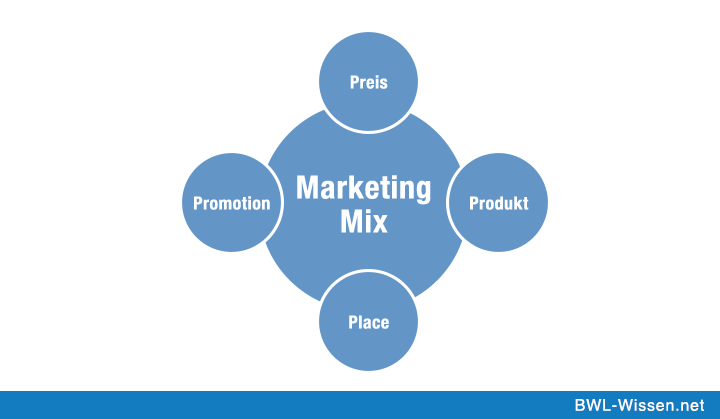 Preis
Promotion
Marketing
Mix
Produkt
Place
BWL-Wissen.net